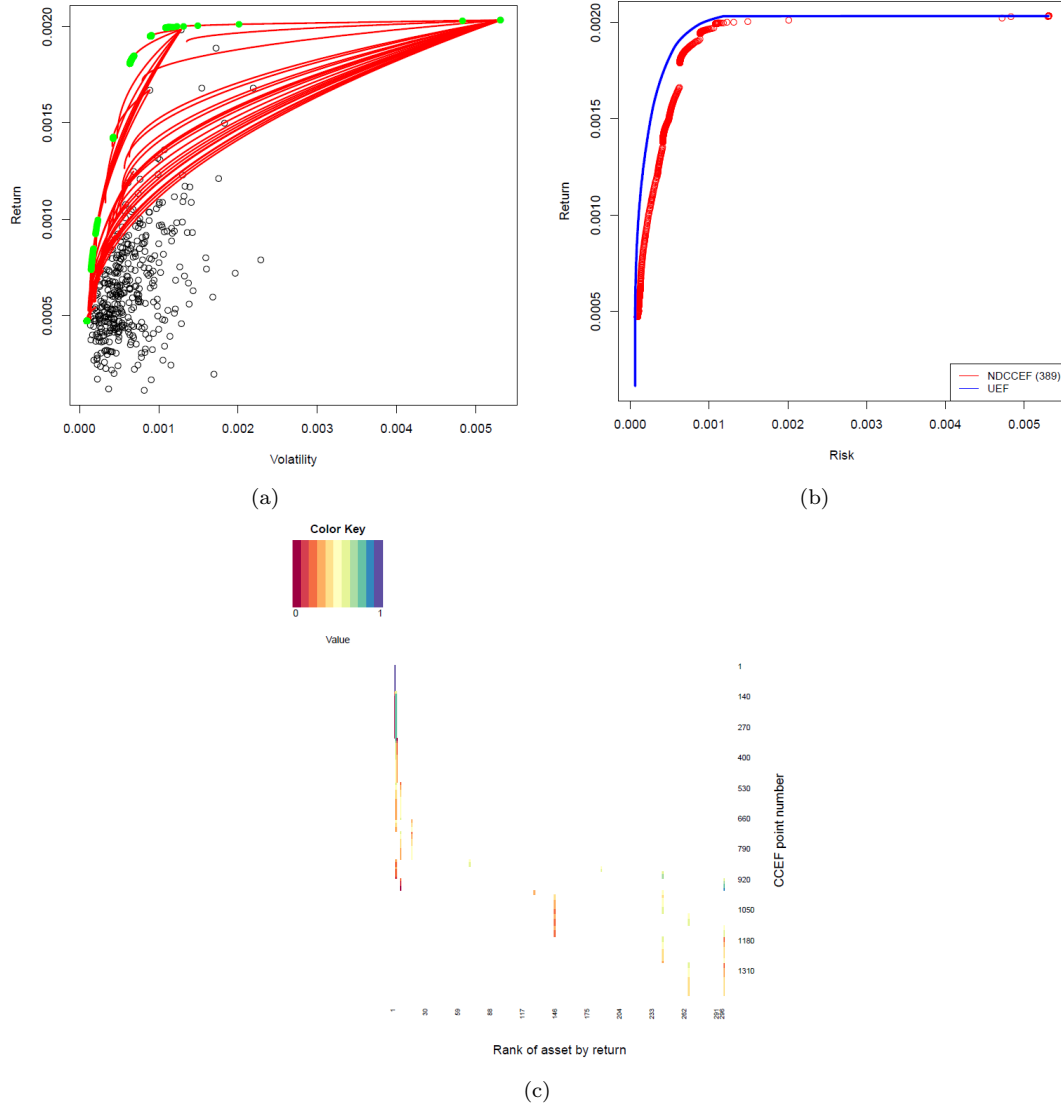 0.0020
0.0015
0.0010
0.0005
Return
0.000 0.001 0.002 0.003 0.004 0.005
Volatility
(a)
0.0020
0.0015
0.0010
0.0005
Return
NDCCEF (389)
UEF
0.000 0.001 0.002 0.003 0.004 0.005
Risk
(b)
Color Key
0 1
Value
1
140
270
400
530
660
790
920
1050
1180
1310
CCEF point number
1 30 59 88 117 146 175 204 233 262 291 296
Rank of asset by return
(c)